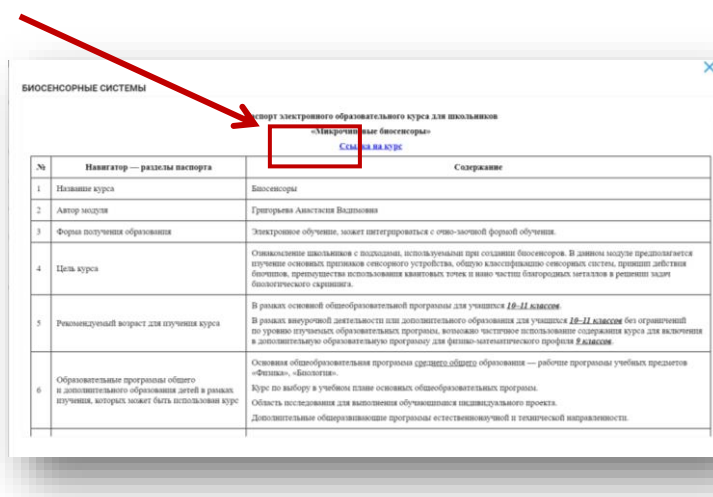 БИОСЕНСОРНЫЕ СИСТЕМЫ
Паспорт электронного образовательного курса для школьников
«Микрочиповые биосенсоры»
Ссылка на курс
№ Навигатор — разделы паспорта Содержание
1 Название курса Биосенсоры
2 Автор модуля Григорьева Анастасия Вадимовна
3 Форма получения образования Электронное обучение, может интегрироваться с очно-заочной формой обучения.
4 Цель курса
Ознакомление школьников с подходами, используемыми при создании биосенсоров. В данном модуле предполагается
изучение основных признаков сенсорного устройства, общую классификацию сенсорных систем, принцип действия
биочипов, преимущества использования квантовых точек и нано частиц благородных металлов в решении задач
биологического скрининга.
5 Рекомендуемый возраст для изучения курса
В рамках основной общеобразовательной программы для учащихся 10–11 классов.
В рамках внеурочной деятельности или дополнительного образования для учащихся 10–11 классов без ограничений
по уровню изучаемых образовательных программ, возможно частичное использование содержания курса для включения
в дополнительную образовательную программу для физико-математического профиля 9 классов.
6 Образовательные программы общего
и дополнительного образования детей в рамках
изучения, которых может быть использован курс
Основная общеобразовательная программа среднего общего образования — рабочие программы учебных предметов
«Физика», «Биология».
Курс по выбору в учебном плане основных общеобразовательных программ.
Область исследования для выполнения обучающимися индивидуального проекта.
Дополнительные общеразвивающие программы естественнонаучной и технической направленности.